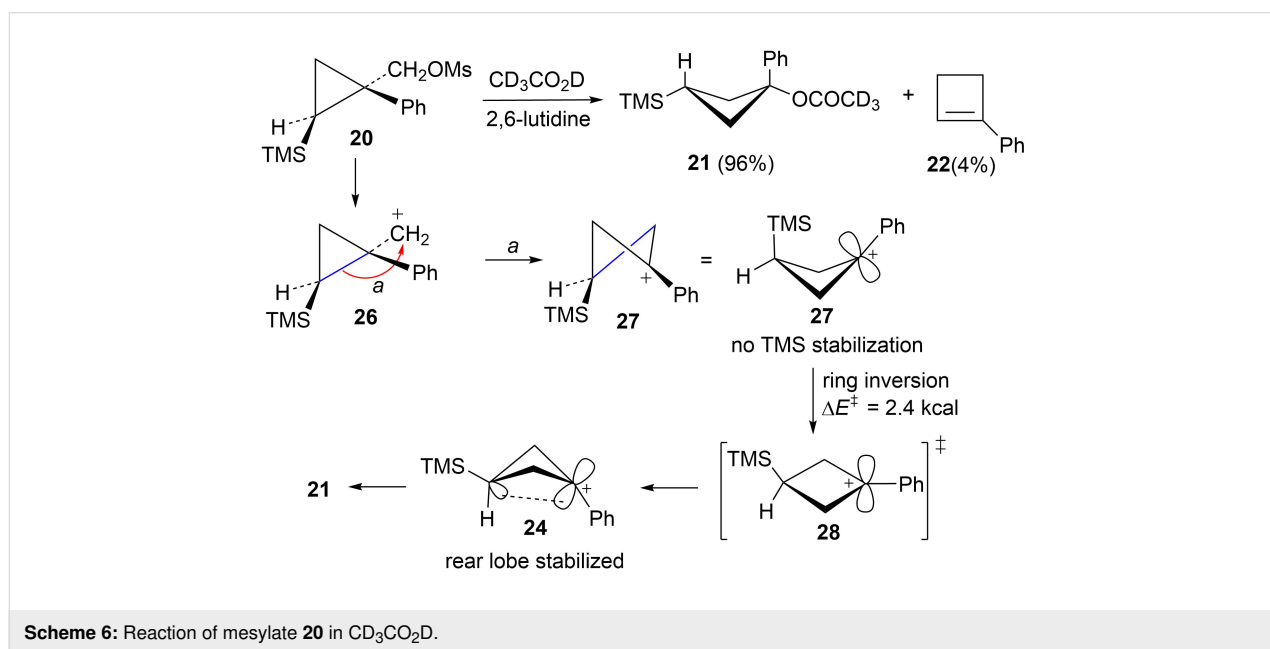 CH2OMs
Ph
H
TMS
20
CD3CO2D
2,6-lutidine
H
Ph
TMS
OCOCD3
21 (96%)
+
Ph
22(4%)
+
CH2
Ph
a
H
TMS
26
a
+
H
Ph
TMS
27
=
TMS
Ph
+
H
27
no TMS stabilization
ring inversion
ΔE‡ = 2.4 kcal
TMS
+
Ph
H
28
‡
TMS
+
H
Ph
24
rear lobe stabilized
21
Scheme 6: Reaction of mesylate 20 in CD3CO2D.